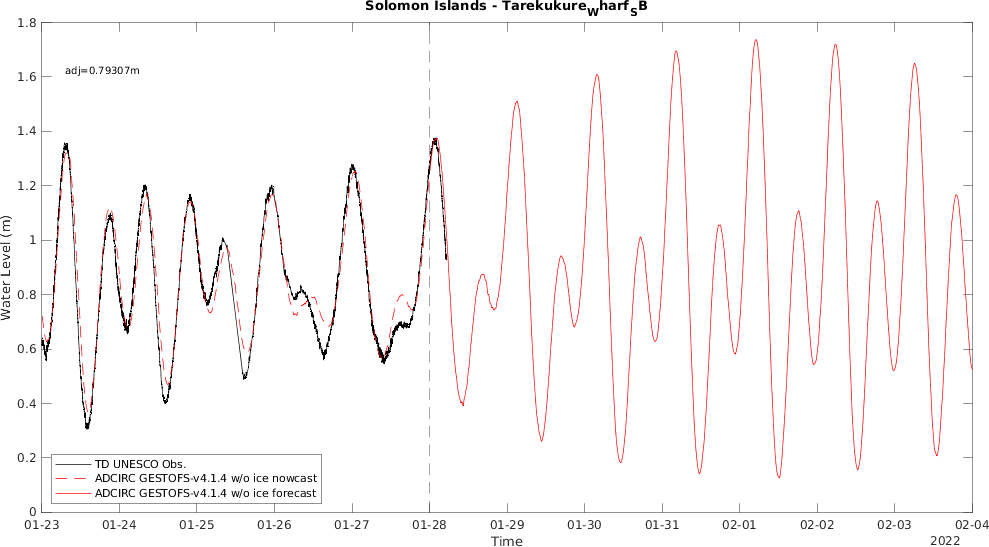 Solomon Islands - Tarekukure_Wharf_SB
1.8
adj=0.79307m
1.6
1.4
1.2
1
0.8
0.6
0.4
0.2
0
Water Level (m)
TD UNESCO Obs.
ADCIRC GESTOFS-v4.1.4 w/o ice nowcast
ADCIRC GESTOFS-v4.1.4 w/o ice forecast
01-23 01-24 01-25 01-26 01-27 01-28 01-29 01-30 01-31 02-01 02-02 02-03 02-04
Time
2022